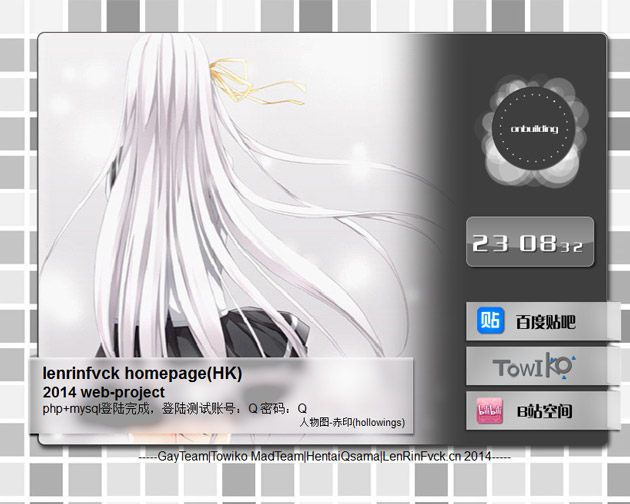 onbuilding
23 08 32
贴 百度贴吧
TowIKo
bilibili B站空间
lenrinfvck homepage(HK)
2014 web-project
php+mysql登陆完成，登陆测试账号：Q 密码：Q
人物图-赤印(hollowings)
-----GayTeam|Towiko MadTeam|HentaiQsama|LenRinFvck.cn 2014-----